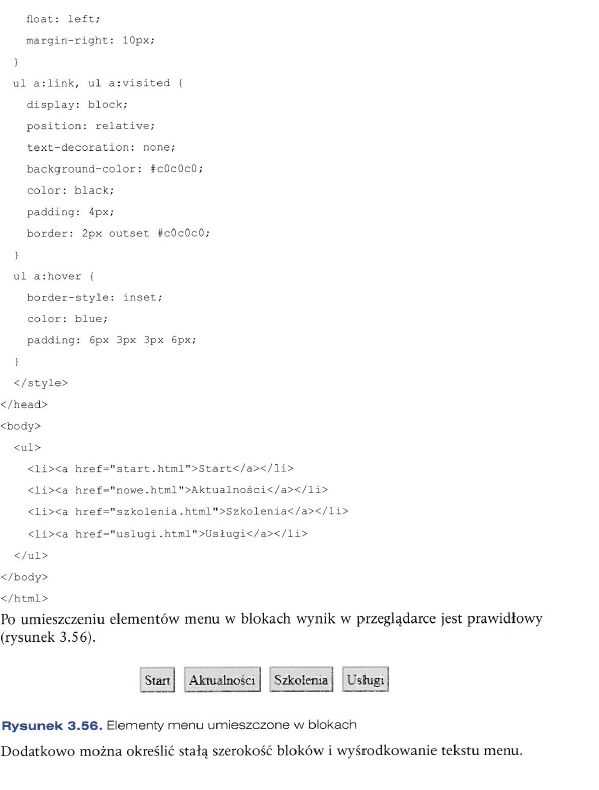 float: left;
margin-right: 10px;
}
ul a:link, ul a:visited {
display: block;
position: relative;
text-decoration: none;
background-color: #c0c0c0;
color: black;
padding: 4px;
border: 2px outset #c0c0c0;
}
ul a:hover {
border-style: inset;
color: blue;
padding: 6px 3px 3px 6px;
}
</style>
</head>
<body>
<ul>
<li><a href="start.html">Start</a></li>
<li><a href="nowe.html">Aktualności</a></li>
<li><a href="szkolenia.html">Szkolenia</a></li>
<li><a href="uslugi.html">Usługi</a></li>
</ul>
</body>
</html>
Po umieszczeniu elementów menu w blokach wynik w przeglądarce jest prawidłowy
(rysunek 3.56).
Start Aktualności Szkolenia Usługi
Rysunek 3.56. Elementy menu umieszczone w blokach
Dodatkowo można określić stałą szerokość bloków i wyśrodkowanie tekstu menu.